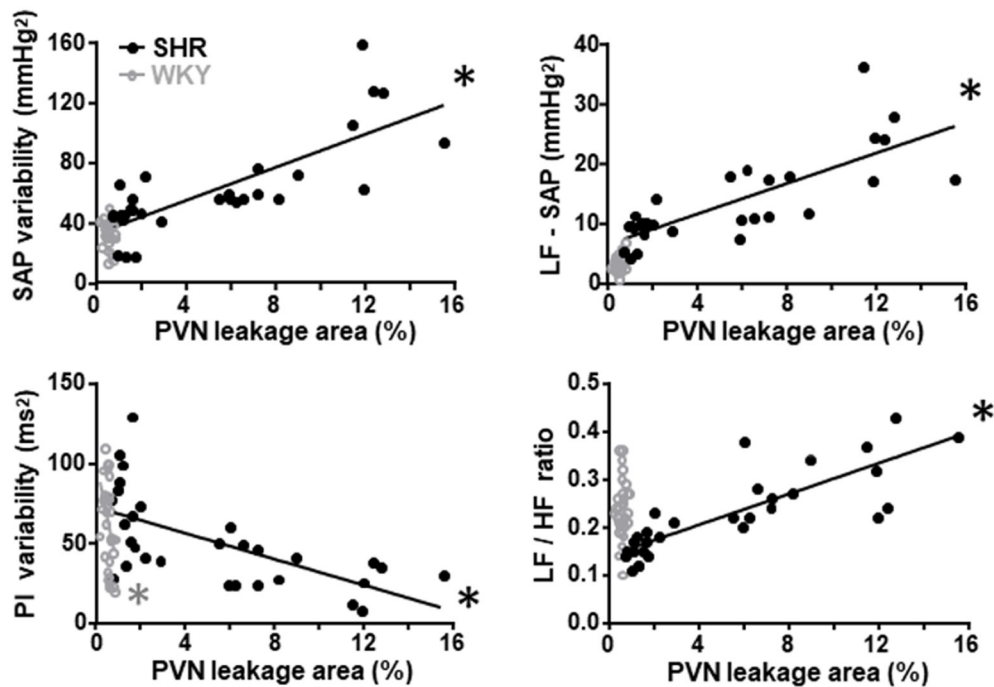 SAP variability (mmHg²)
160
120
80
40
0
SHR
WKY
*
0 4 8 12 16
PVN leakage area (%)
LF - SAP (mmHg²)
40
30
20
10
0
*
0 4 8 12 16
PVN leakage area (%)
PI variability (ms²)
150
100
50
0
*
*
0 4 8 12 16
PVN leakage area (%)
LF / HF ratio
0.5
0.4
0.3
0.2
0.1
0.0
*
0 4 8 12 16
PVN leakage area (%)